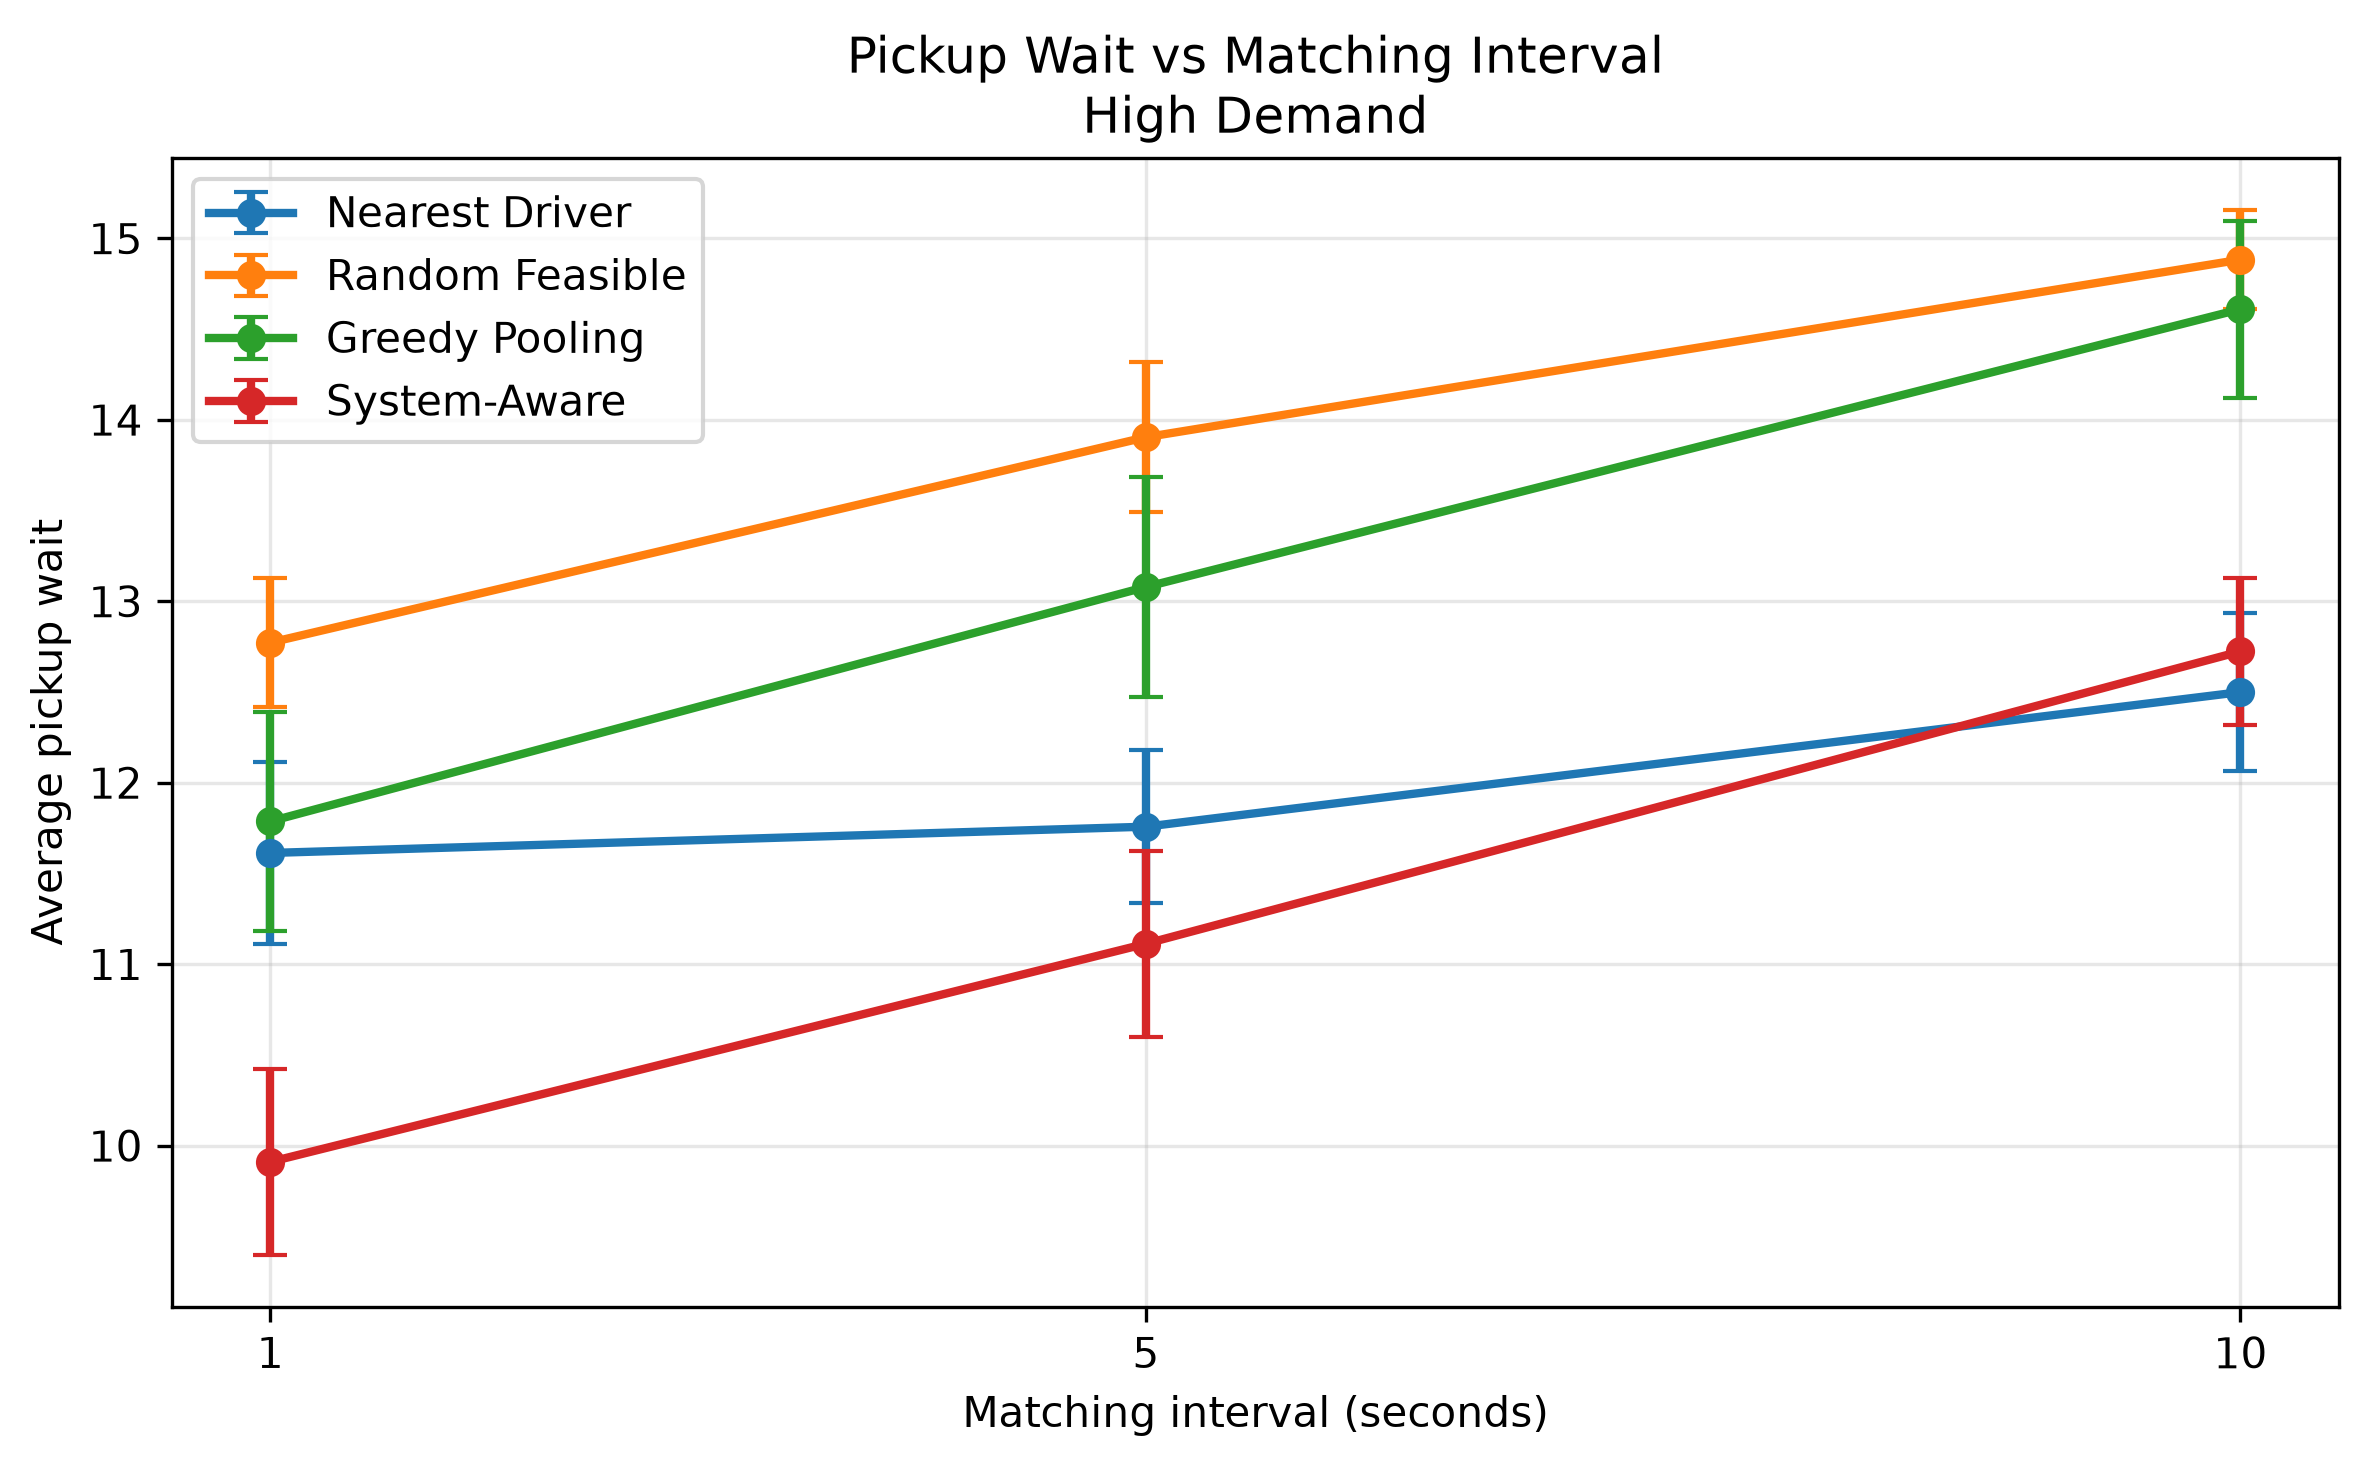 Pickup Wait vs Matching Interval
High Demand
Nearest Driver
Random Feasible
Greedy Pooling
System-Aware
Average pickup wait
15
14
13
12
11
10
1 5 10
Matching interval (seconds)